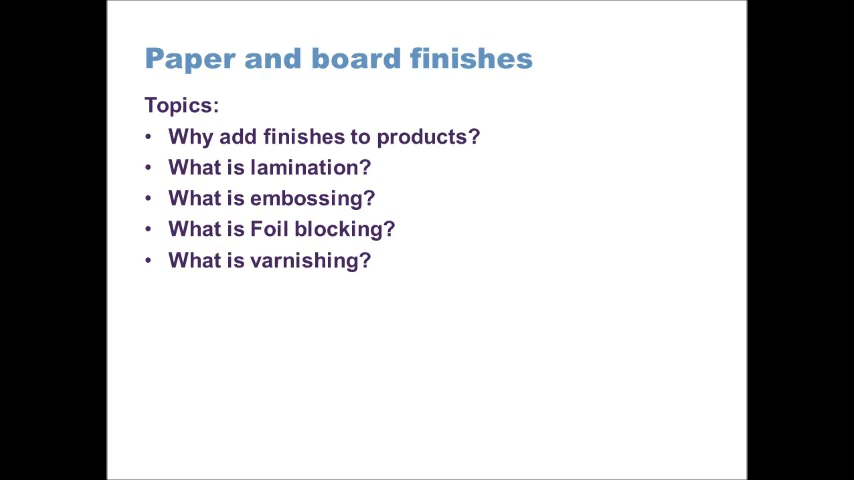 Paper and board finishes
Topics:
• Why add finishes to products?
• What is lamination?
• What is embossing?
• What is Foil blocking?
• What is varnishing?